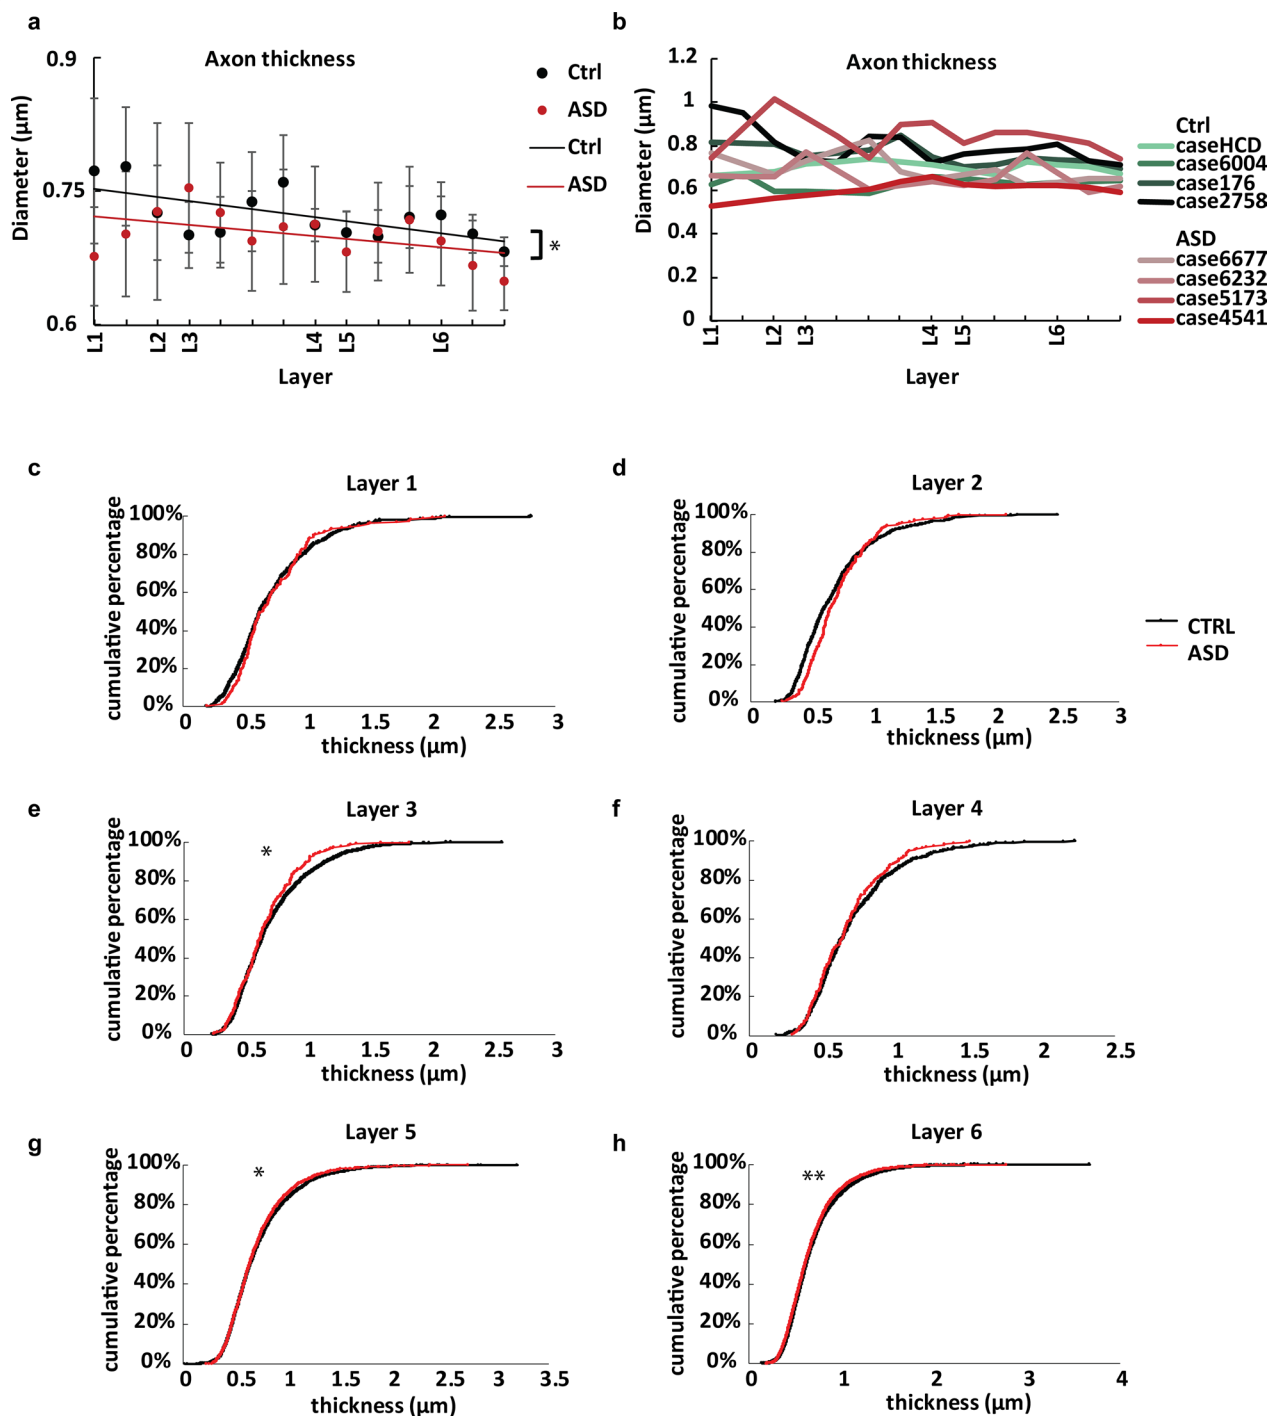 a
Axon thickness
0.9
0.75
0.6
Diameter (µm)
L1
L2
L3
L4
L5
L6
Layer
*
Ctrl
ASD
Ctrl
ASD
b
Axon thickness
1.2
1
0.8
0.6
0.4
0.2
0
Diameter (µm)
L1
L2
L3
L4
L5
L6
Layer
Ctrl
caseHCD
case6004
case176
case2758
ASD
case6677
case6232
case5173
case4541
c
Layer 1
cumulative percentage
100%
80%
60%
40%
20%
0%
0 0.5 1 1.5 2 2.5 3
thickness (µm)
d
Layer 2
cumulative percentage
100%
80%
60%
40%
20%
0%
0 0.5 1 1.5 2 2.5 3
thickness (µm)
CTRL
ASD
e
Layer 3
*
cumulative percentage
100%
80%
60%
40%
20%
0%
0 0.5 1 1.5 2 2.5 3
thickness (µm)
f
Layer 4
cumulative percentage
100%
80%
60%
40%
20%
0%
0 0.5 1 1.5 2 2.5
thickness (µm)
g
Layer 5
*
cumulative percentage
100%
80%
60%
40%
20%
0%
0 0.5 1 1.5 2 2.5 3 3.5
thickness (µm)
h
Layer 6
**
cumulative percentage
100%
80%
60%
40%
20%
0%
0 1 2 3 4
thickness (µm)